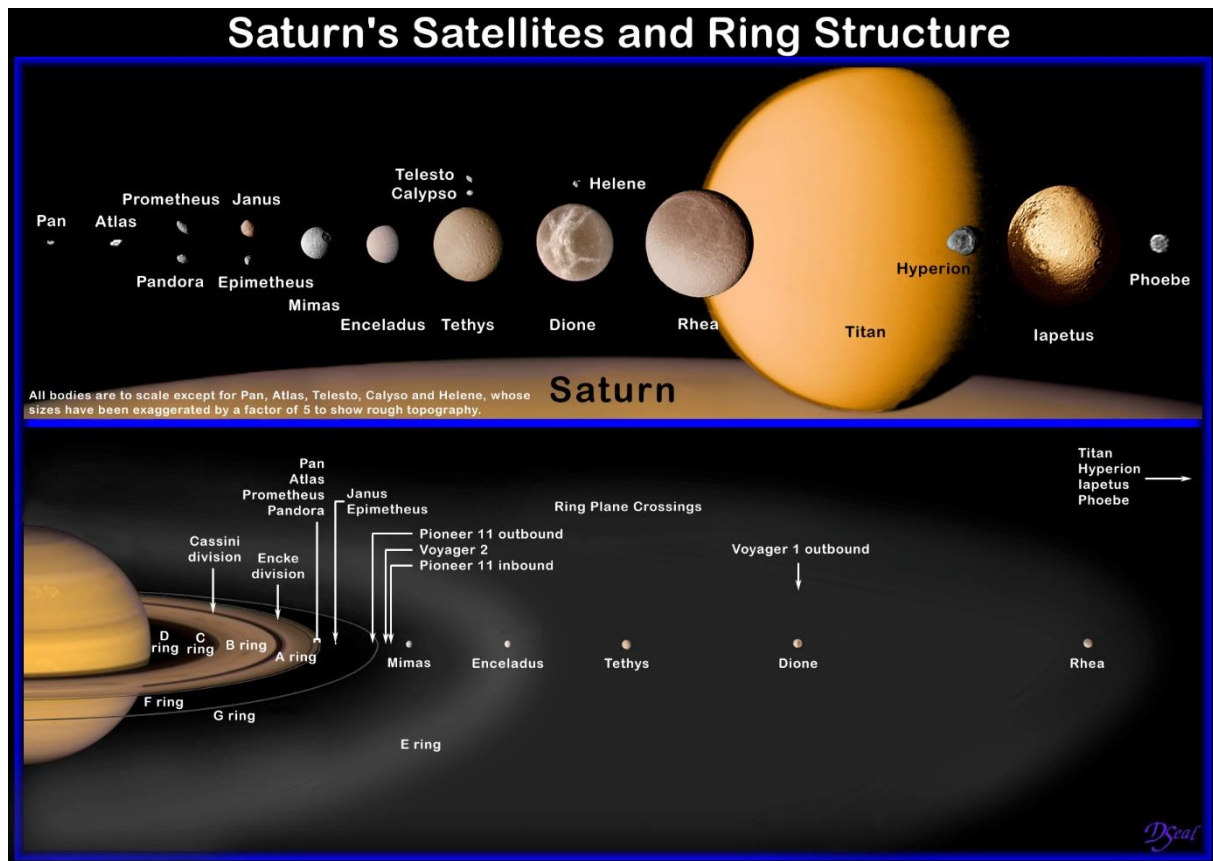 Saturn's Satellites and Ring Structure
Telesto
Calypso
Helene
Prometheus
Janus
Pan
Atlas
Pandora
Epimetheus
Mimas
Enceladus
Tethys
Dione
Rhea
Titan
Hyperion
Iapetus
Phoebe
Saturn
All bodies are to scale except for Pan, Atlas, Telesto, Calyso and Helene, whose
sizes have been exaggerated by a factor of 5 to show rough topography.
Pan
Atlas
Prometheus
Pandora
Janus
Epimetheus
Ring Plane Crossings
Titan
Hyperion
Iapetus
Phoebe
Cassini
division
Encke
division
Pioneer 11 outbound
Voyager 2
Pioneer 11 inbound
Voyager 1 outbound
D
ring
C
ring
B ring
A ring
Mimas
Enceladus
Tethys
Dione
Rhea
F ring
G ring
E ring
DSeal